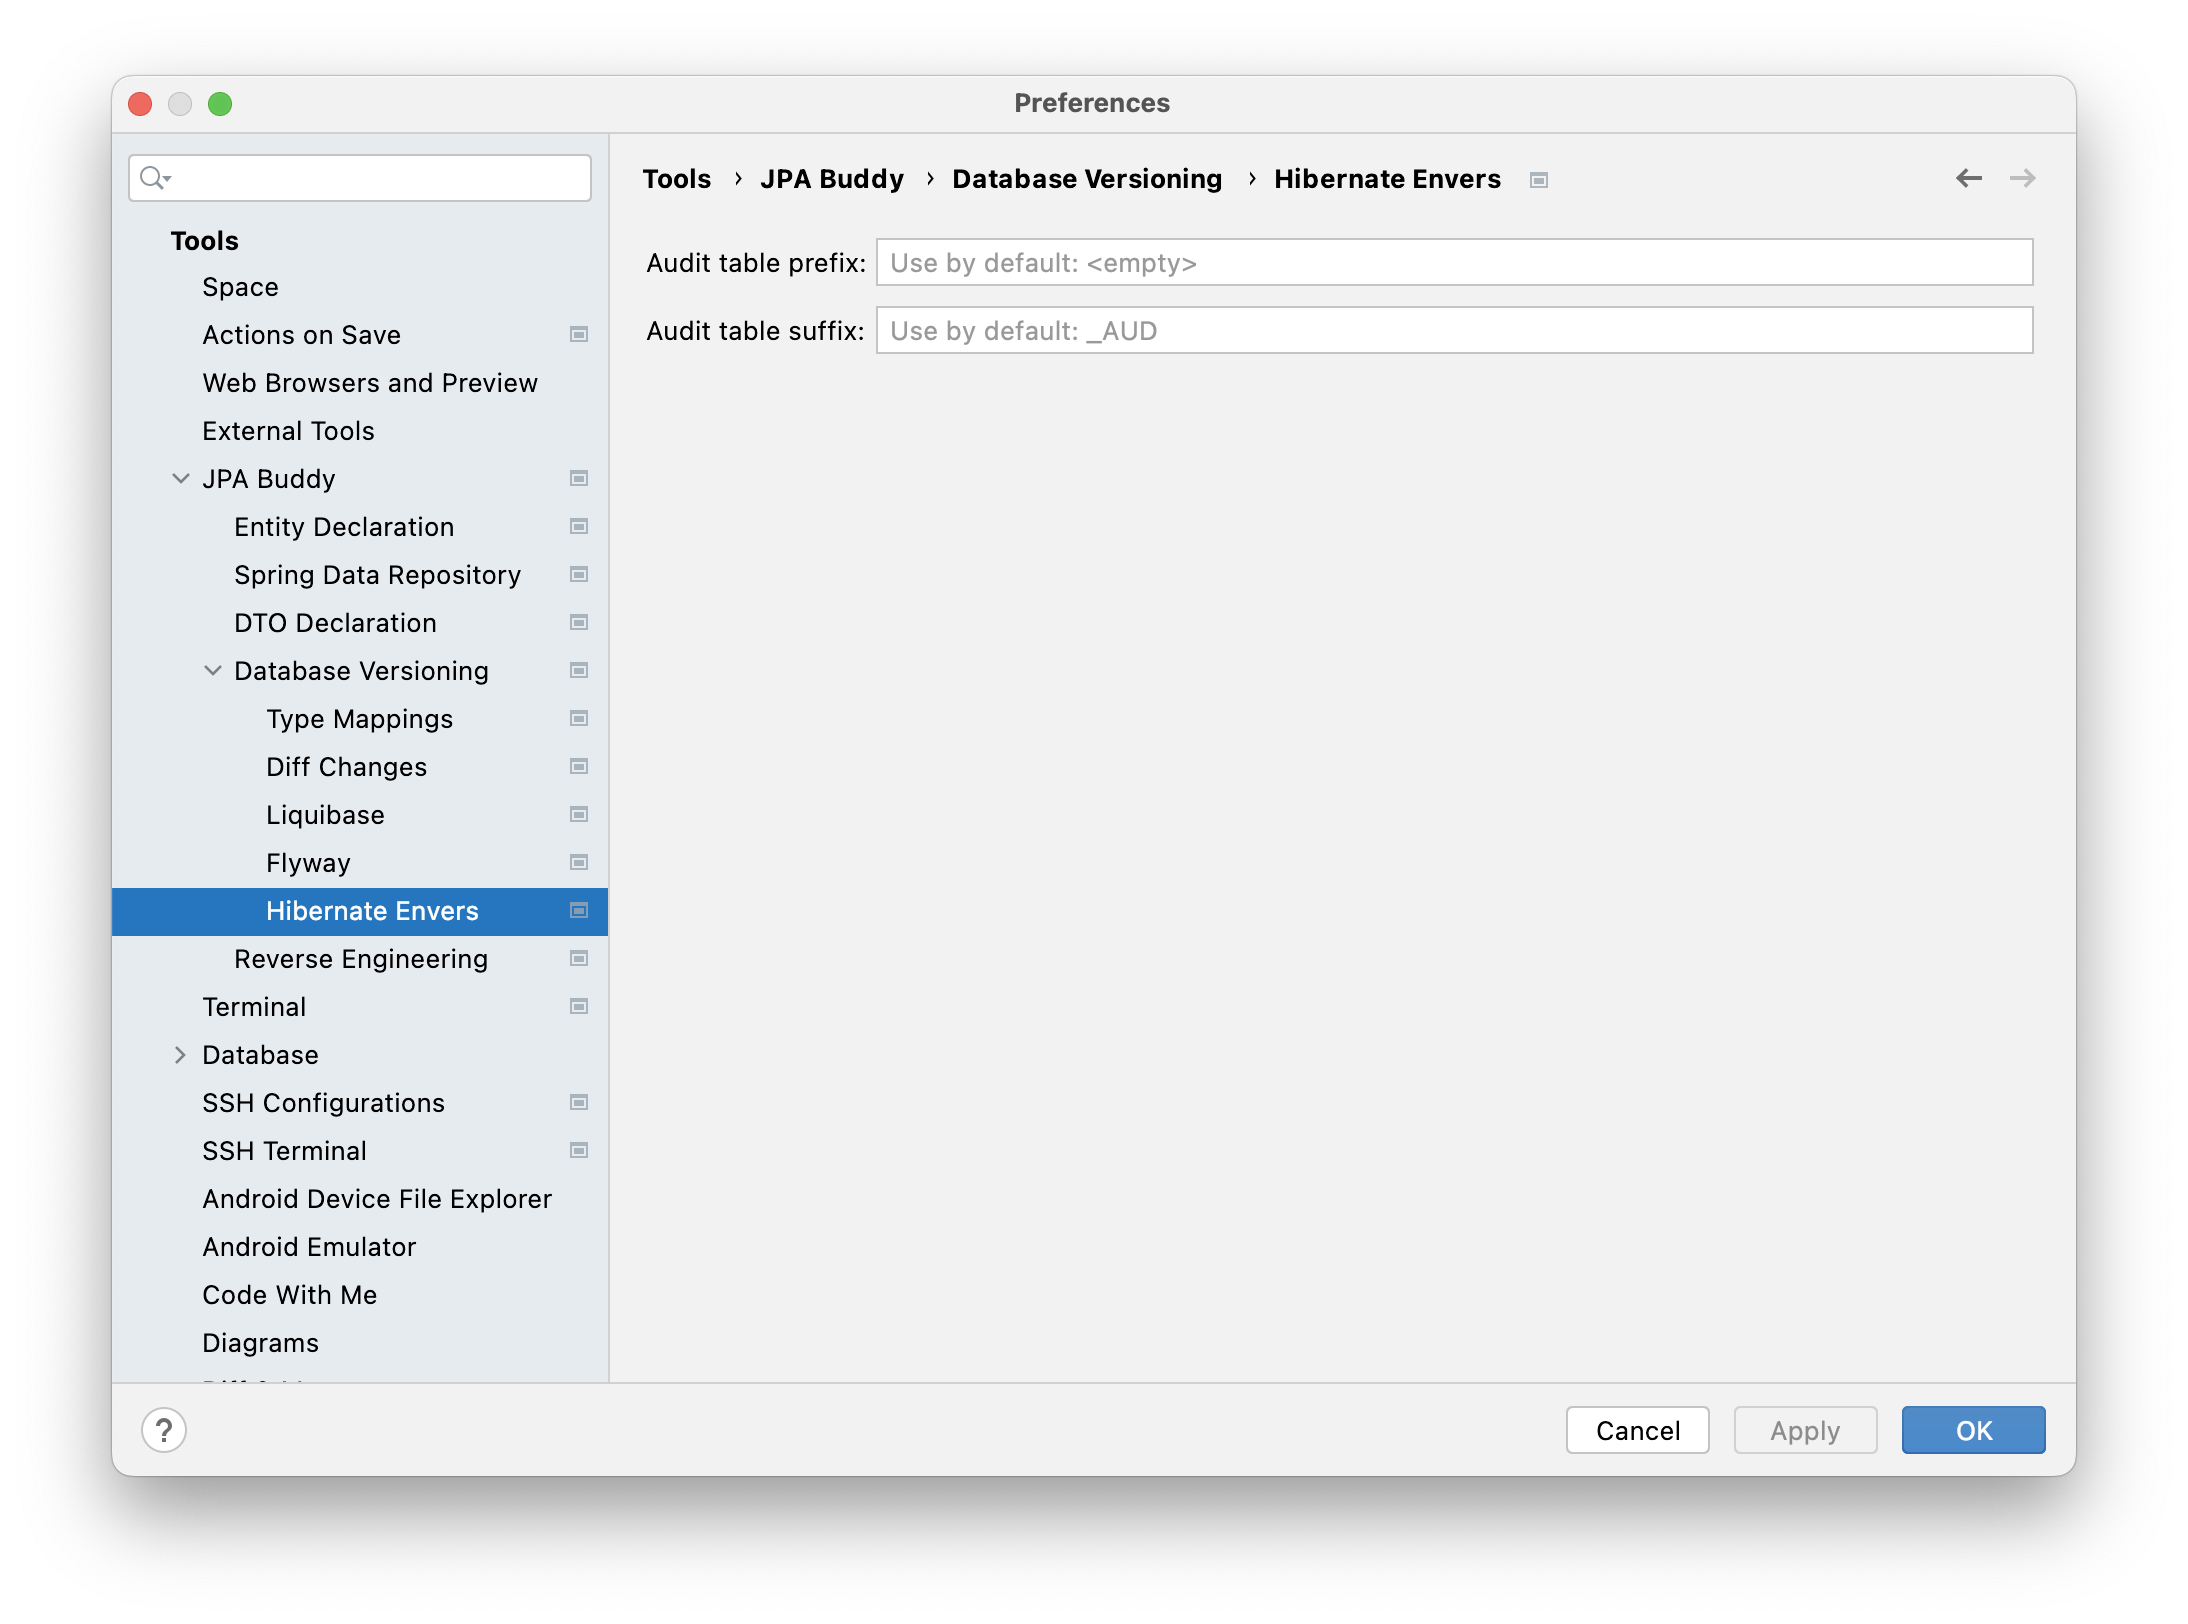 Preferences
Tools
Space
Actions on Save
Web Browsers and Preview
External Tools
JPA Buddy
Entity Declaration
Spring Data Repository
DTO Declaration
Database Versioning
Type Mappings
Diff Changes
Liquibase
Flyway
Hibernate Envers
Reverse Engineering
Terminal
Database
SSH Configurations
SSH Terminal
Android Device File Explorer
Android Emulator
Code With Me
Diagrams
Tools › JPA Buddy › Database Versioning › Hibernate Envers
Audit table prefix: Use by default: <empty>
Audit table suffix: Use by default: _AUD
? Cancel Apply OK